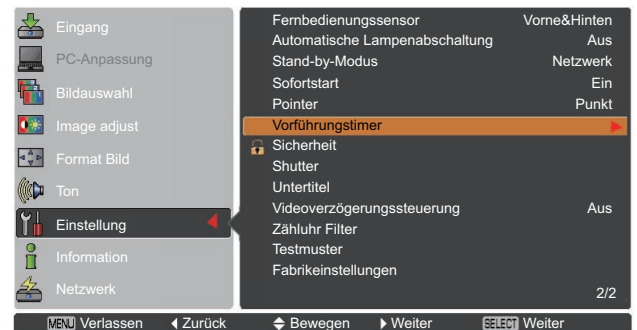 Eingang
PC-Anpassung
Bildauswahl
Image adjust
Format Bild
Ton
Einstellung
Information
Netzwerk
Fernbedienungssensor Vorne&Hinten
Automatische Lampenabschaltung Aus
Stand-by-Modus Netzwerk
Sofortstart Ein
Pointer Punkt
Vorführungstimer
Sicherheit
Shutter
Untertitel
Videoverzögerungssteuerung Aus
Zähluhr Filter
Testmuster
Fabrikeinstellungen
2/2
MENU Verlassen Zurück Bewegen Weiter SELECT Weiter